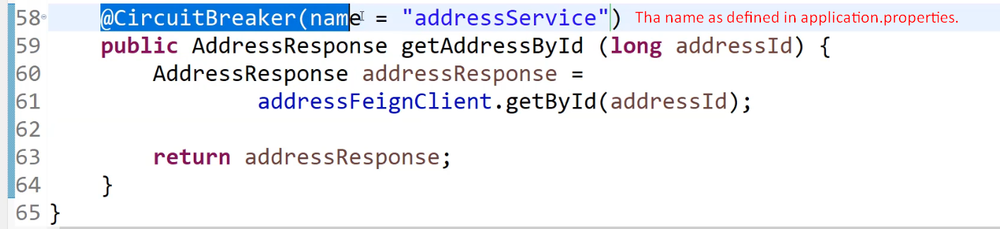 58 @CircuitBreaker(name = "addressService") Tha name as defined in application.properties.
59 public AddressResponse getAddressById (long addressId) {
60 AddressResponse addressResponse =
61 addressFeignClient.getById(addressId);
62
63 return addressResponse;
64 }
65 }